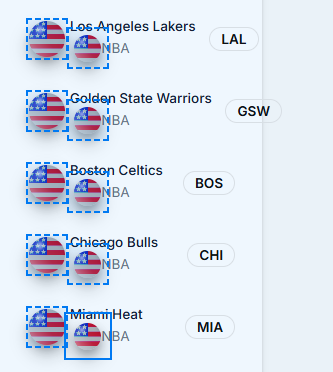 Los Angeles Lakers
NBA
LAL
Golden State Warriors
NBA
GSW
Boston Celtics
NBA
BOS
Chicago Bulls
NBA
CHI
Miami Heat
NBA
MIA